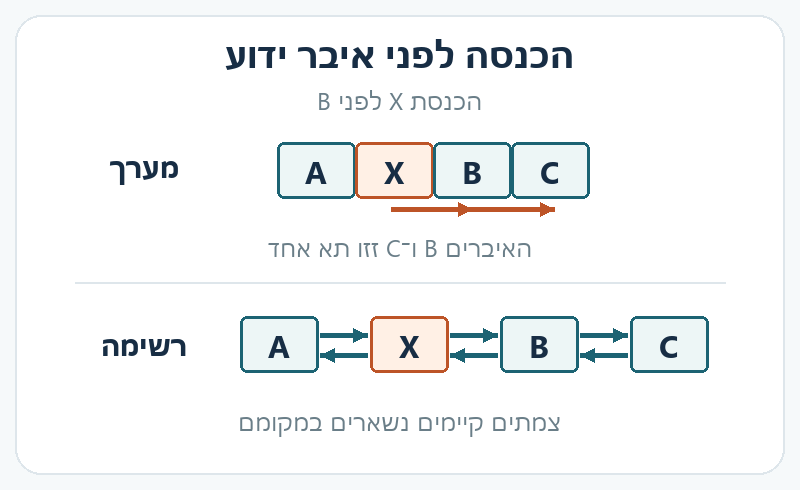 הכנסה לפני איבר ידוע
הכנסת X לפני B
מערך
A X B C
האיברים B ו־C זזו תא אחד
רשימה
A X B C
צמתים קיימים נשארים במקומם